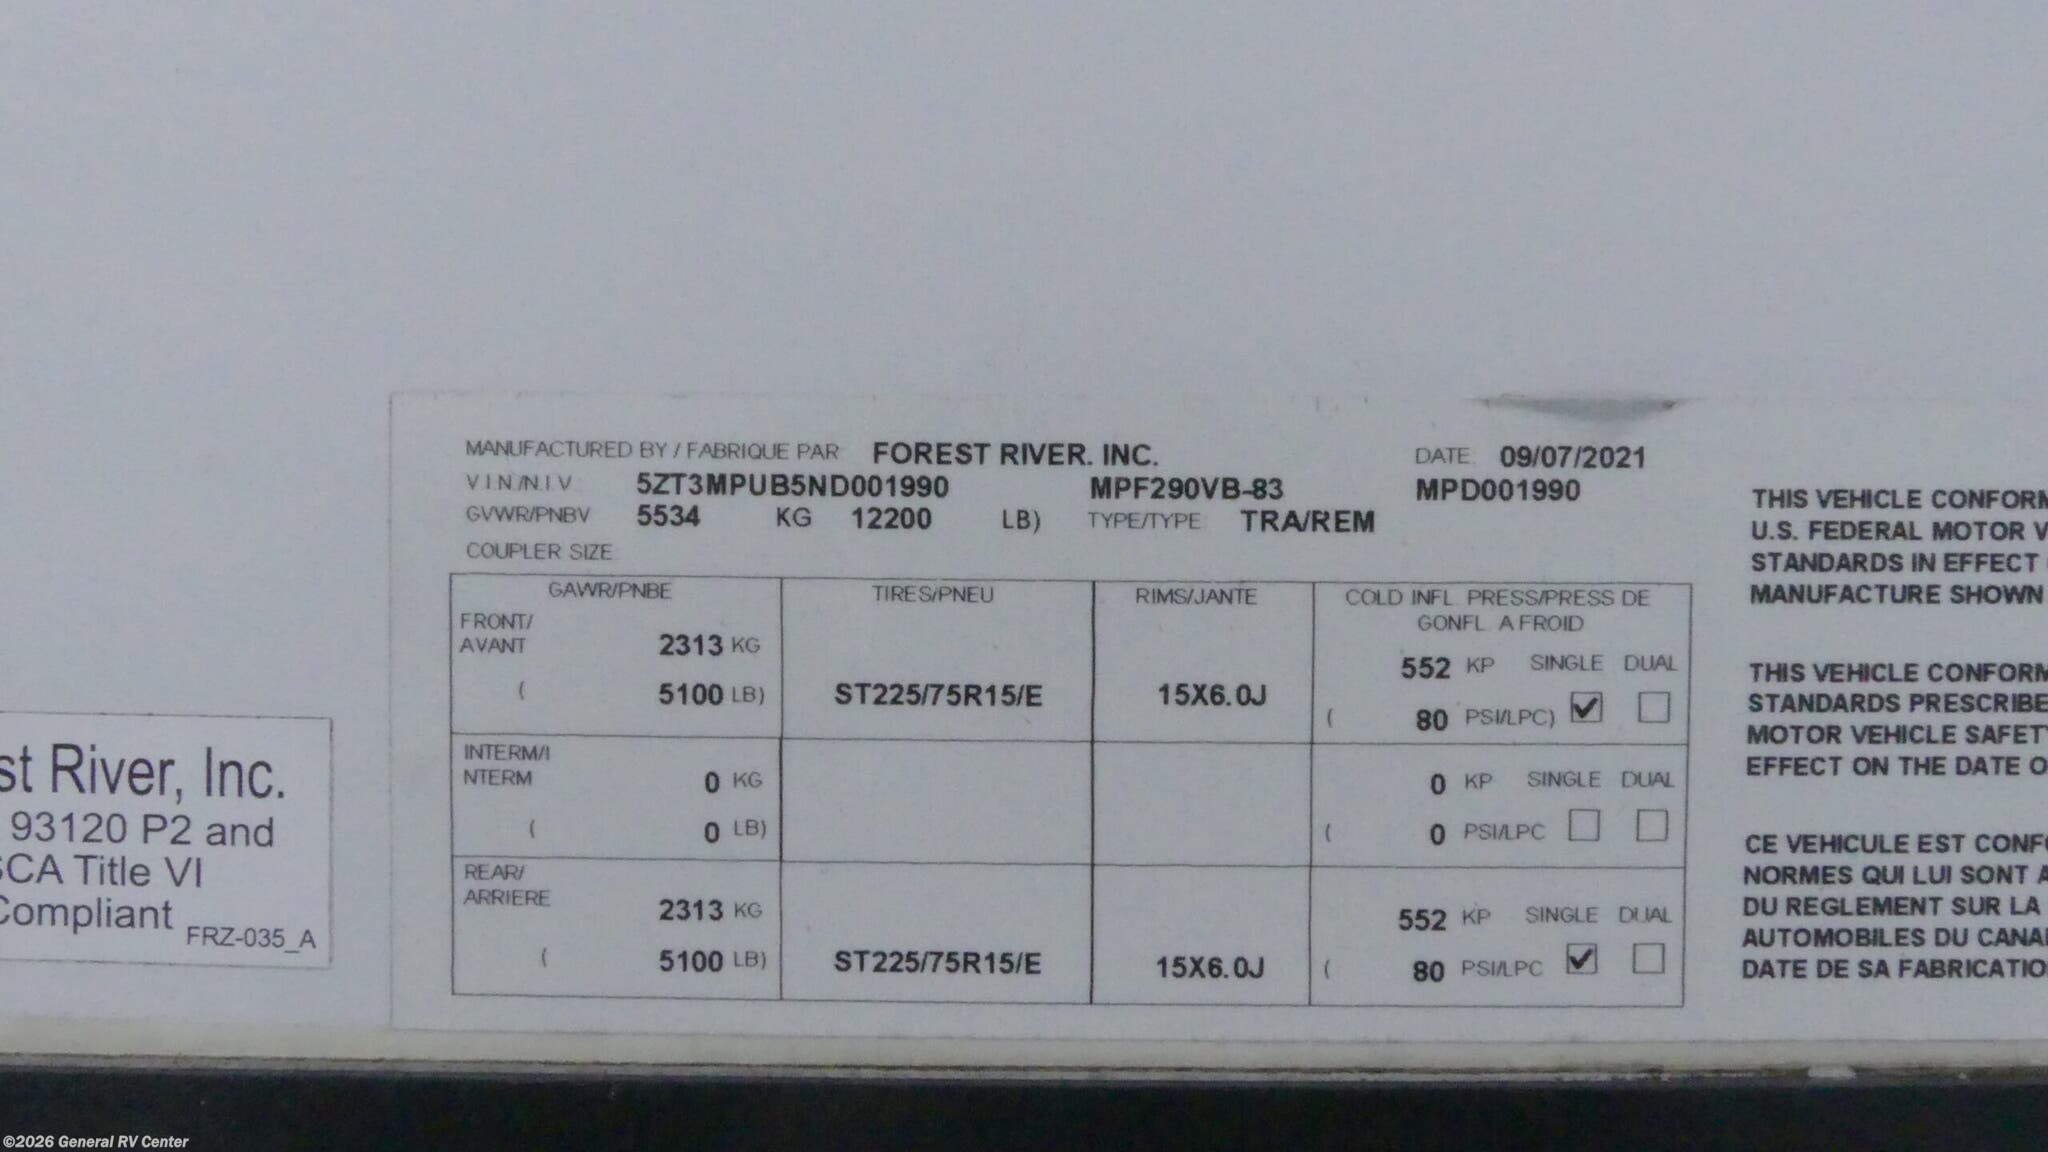 MANUFACTURED BY / FABRIQUE PAR FOREST RIVER. INC. DATE 09/07/2021
V.I.N./N.I.V. 5ZT3MPUB5ND001990 MPF290VB-83 MPD001990
GVWR/PNBV 5534 KG 12200 LB) TYPE/TYPE TRA/REM
COUPLER SIZE
GAWR/PNBE TIRES/PNEU RIMS/JANTE COLD INFL. PRESS/PRESS DE
GONFL. A FROID
FRONT/
AVANT 2313 KG 552 KP SINGLE DUAL
( 5100 LB) ST225/75R15/E 15X6.0J ( 80 PSI/LPC)
INTERM/I
NTERM 0 KG 0 KP SINGLE DUAL
( 0 LB) ( 0 PSI/LPC
REAR/
ARRIERE 2313 KG 552 KP SINGLE DUAL
( 5100 LB) ST225/75R15/E 15X6.0J ( 80 PSI/LPC
THIS VEHICLE CONFORM
U.S. FEDERAL MOTOR V
STANDARDS IN EFFECT
MANUFACTURE SHOWN
THIS VEHICLE CONFORM
STANDARDS PRESCRIBE
MOTOR VEHICLE SAFETY
EFFECT ON THE DATE O
CE VEHICULE EST CONFO
NORMES QUI LUI SONT A
DU REGLEMENT SUR LA
AUTOMOBILES DU CANA
DATE DE SA FABRICATIO
st River, Inc.
93120 P2 and
SCA Title VI
Compliant
FRZ-035_A
©2026 General RV Center